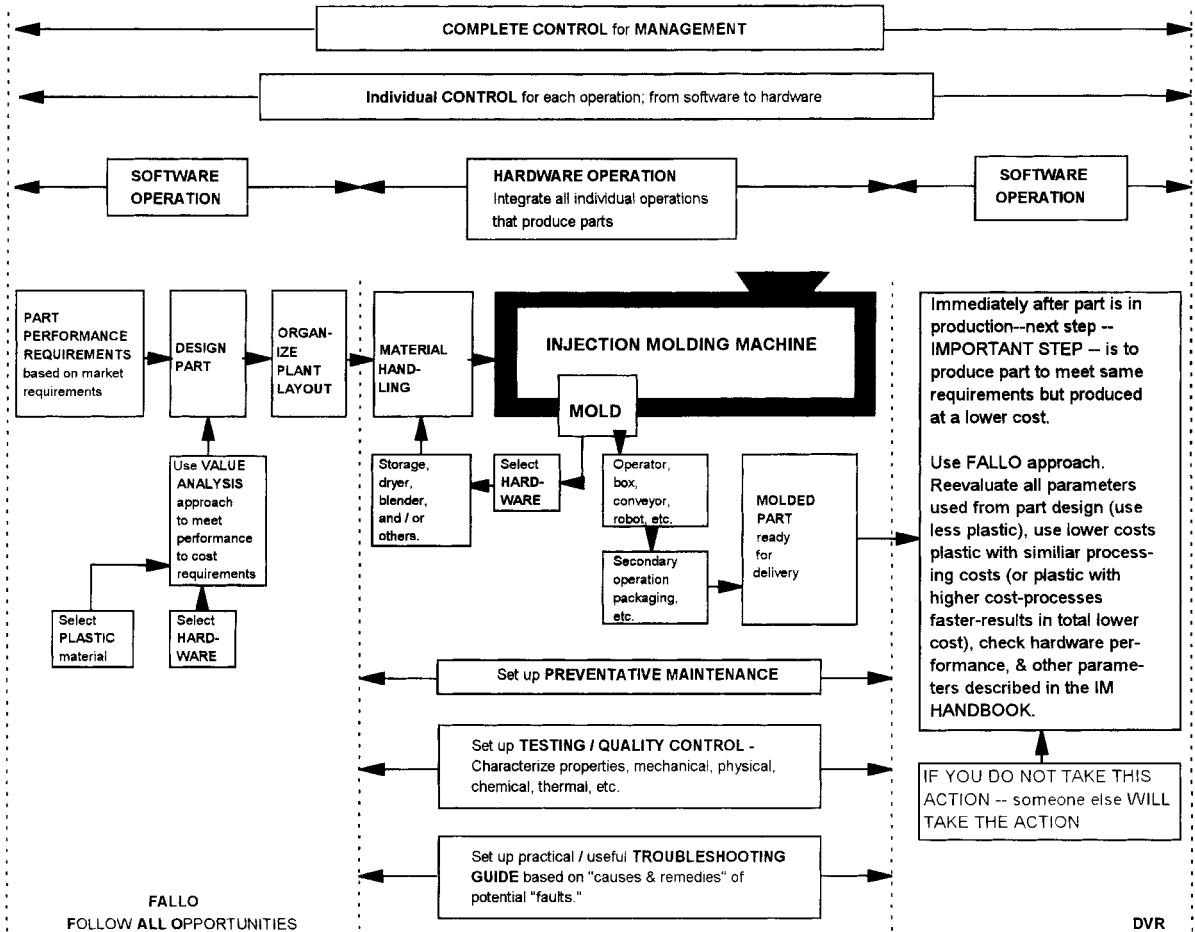 COMPLETE CONTROL for MANAGEMENT
Individual CONTROL for each operation; from software to hardware
SOFTWARE
OPERATION
HARDWARE OPERATION
Integrate all individual operations
that produce parts
SOFTWARE
OPERATION
PART
PERFORMANCE
REQUIREMENTS
based on market
requirements
DESIGN
PART
ORGAN-
IZE
PLANT
LAYOUT
MATERIAL
HAND-
LING
INJECTION MOLDING MACHINE
MOLD
Use VALUE
ANALYSIS
approach
to meet
performance
to cost
requirements
Select
PLASTIC
material
Select
HARD-
WARE
Storage,
dryer,
blender,
and / or
others.
Select
HARD-
WARE
Operator,
box,
conveyor,
robot, etc.
Secondary
operation
packaging,
etc.
MOLDED
PART
ready
for
delivery
Immediately after part is in
production--next step --
IMPORTANT STEP -- is to
produce part to meet same
requirements but produced
at a lower cost.
Use FALLO approach.
Reevaluate all parameters
used from part design (use
less plastic), use lower costs
plastic with similiar process-
ing costs (or plastic with
higher cost-processes
faster-results in total lower
cost), check hardware per-
formance, & other parame-
ters described in the IM
HANDBOOK.
IF YOU DO NOT TAKE THIS
ACTION -- someone else WILL
TAKE THE ACTION
Set up PREVENTATIVE MAINTENANCE
Set up TESTING / QUALITY CONTROL -
Characterize properties, mechanical, physical,
chemical, thermal, etc.
Set up practical / useful TROUBLESHOOTING
GUIDE based on "causes & remedies" of
potential "faults."
FALLO
FOLLOW ALL OPPORTUNITIES
DVR